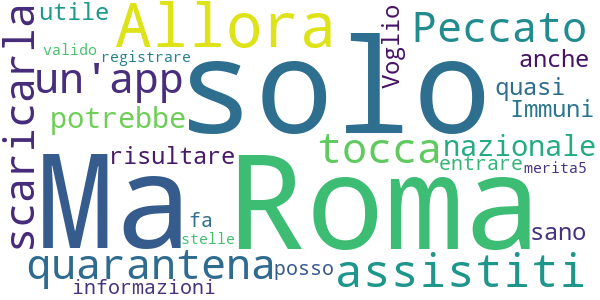 utile
Allora
Peccato
valido
registrare
Voglio
anche
scaricarla
un'app
solo
quasi
Immuni
potrebbe
tocca
nazionale
risultare
entrare
merita5
Ma
Roma
fa
sano
stelle
quarantena
posso
assistiti
informazioni